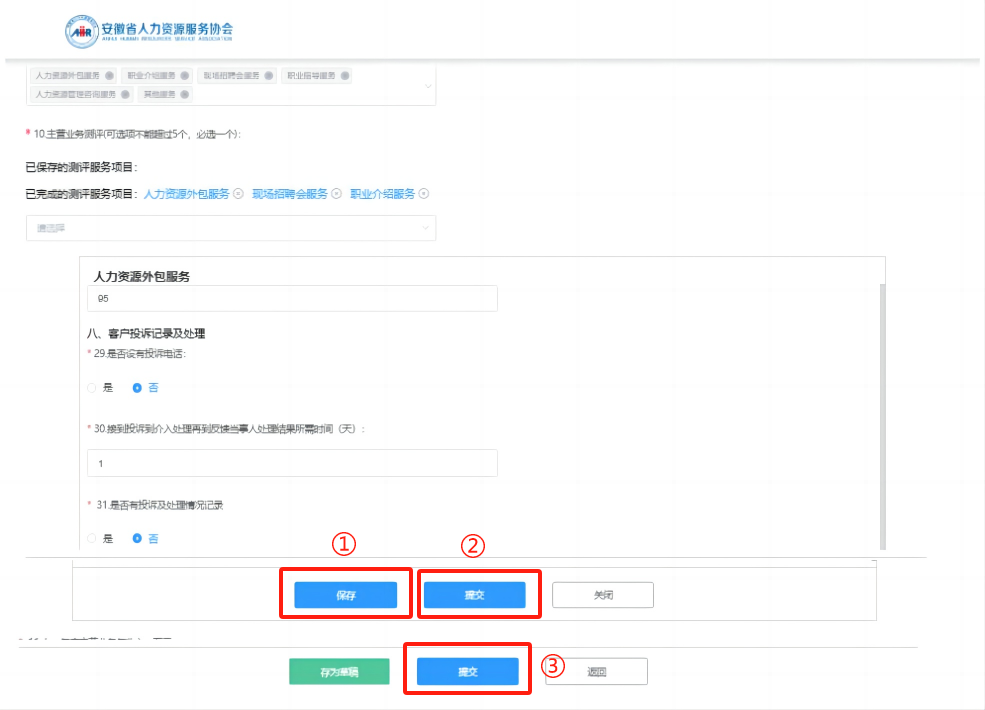 安徽省人力资源服务协会
ANHUI HUMAN RESOURCES SERVICE ASSOCIATION
人力资源外包服务 职业介绍服务 现场招聘会服务 职业指导服务
人力资源管理咨询服务 其他服务
* 10.主营业务测评(可选项不能超过5个，必选一个):
已保存的测评服务项目:
已完成的测评服务项目: 人力资源外包服务 现场招聘会服务 职业介绍服务
请选择
人力资源外包服务
95
八、客户投诉记录及处理
* 29.是否设有投诉电话:
是 否
* 30.接到投诉到介入处理再到反馈当事人处理结果所需时间（天）:
1
* 31.是否有投诉及处理情况记录
是 否
① ②
保存 提交 关闭
存为草稿 提交 ③ 返回